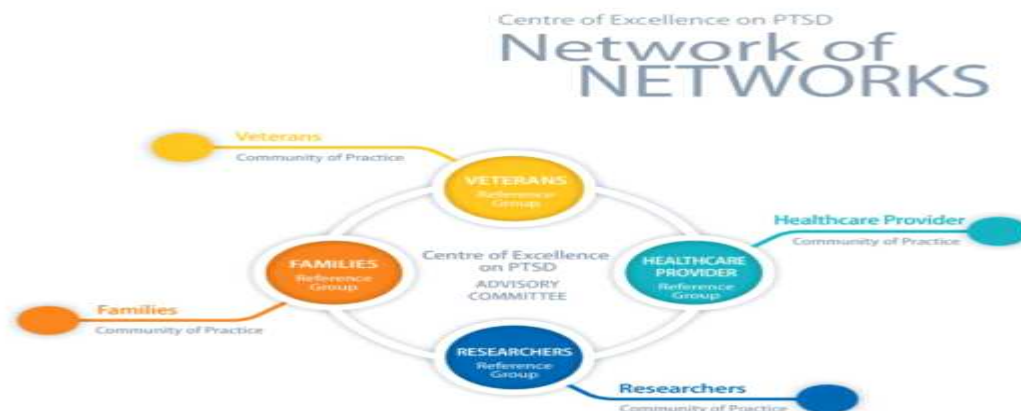 Centre of Excellence on PTSD
Network of
NETWORKS
Veterans
Community of Practice
VETERANS
Reference
Group
Healthcare Provider
Community of Practice
FAMILIES
Reference
Group
Centre of Excellence
on PTSD
ADVISORY
COMMITTEE
HEALTHCARE
PROVIDER
Reference
Group
Families
Community of Practice
RESEARCHERS
Reference
Group
Researchers
Community of Practice